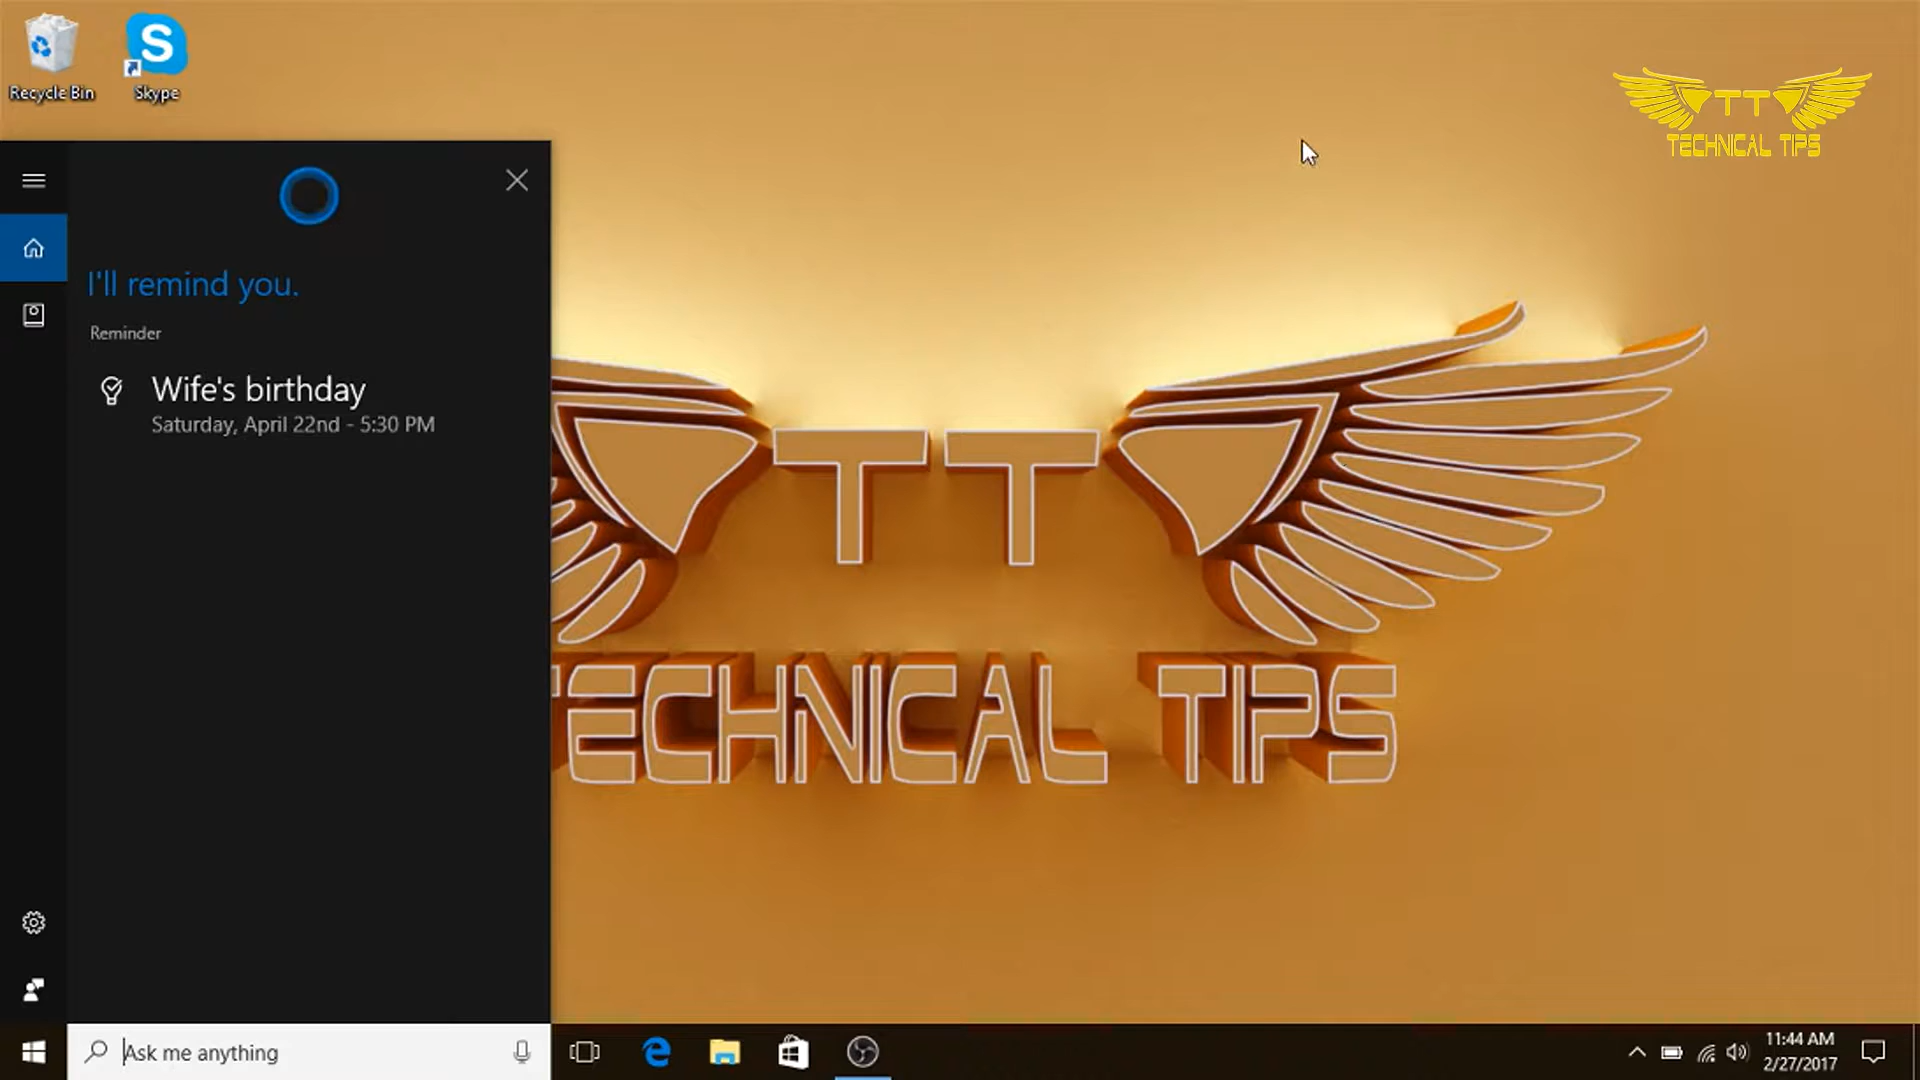 Recycle Bin
Skype
TT
TECHNICAL TIPS
I'll remind you.
Reminder
Wife's birthday
Saturday, April 22nd - 5:30 PM
TT
TECHNICAL TIPS
Ask me anything
11:44 AM
2/27/2017